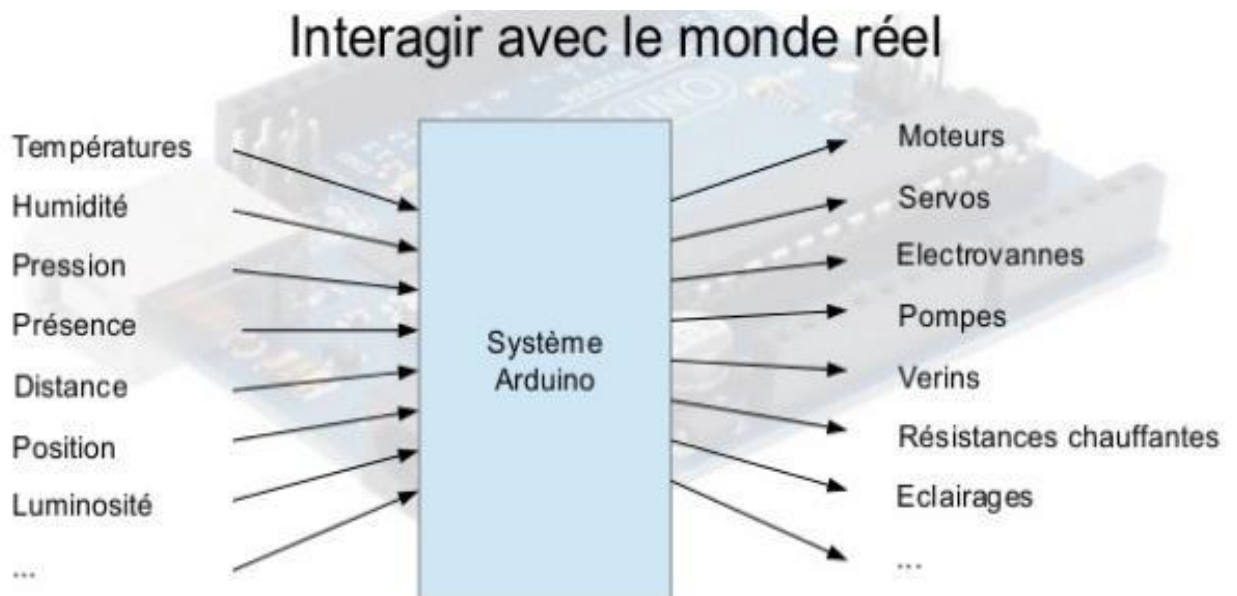 Interagir avec le monde réel
Températures
Humidité
Pression
Présence
Distance
Position
Luminosité
...
Système
Arduino
Moteurs
Servos
Electrovannes
Pompes
Verins
Résistances chauffantes
Eclairages
...